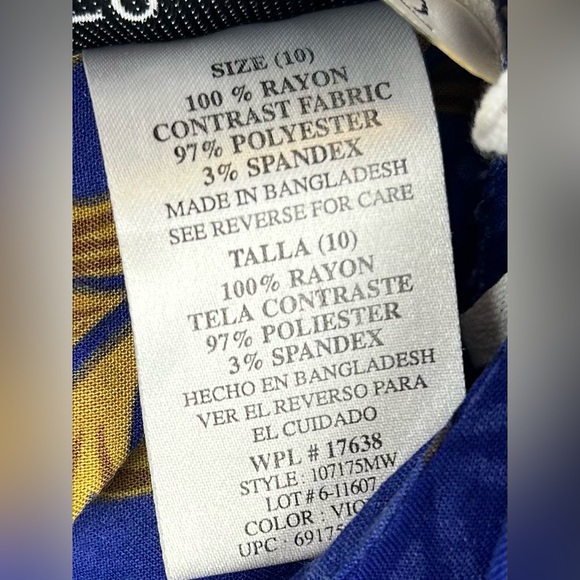 SIZE (10)
100 % RAYON
CONTRAST FABRIC
97% POLYESTER
3% SPANDEX
MADE IN BANGLADESH
SEE REVERSE FOR CARE
TALLA (10)
100% RAYON
TELA CONTRASTE
97% POLIESTER
3% SPANDEX
HECHO EN BANGLADESH
VER EL REVERSO PARA
EL CUIDADO
WPL # 17638
STYLE : 107175MW
LOT # 6-11607
COLOR : VIO
UPC : 69175